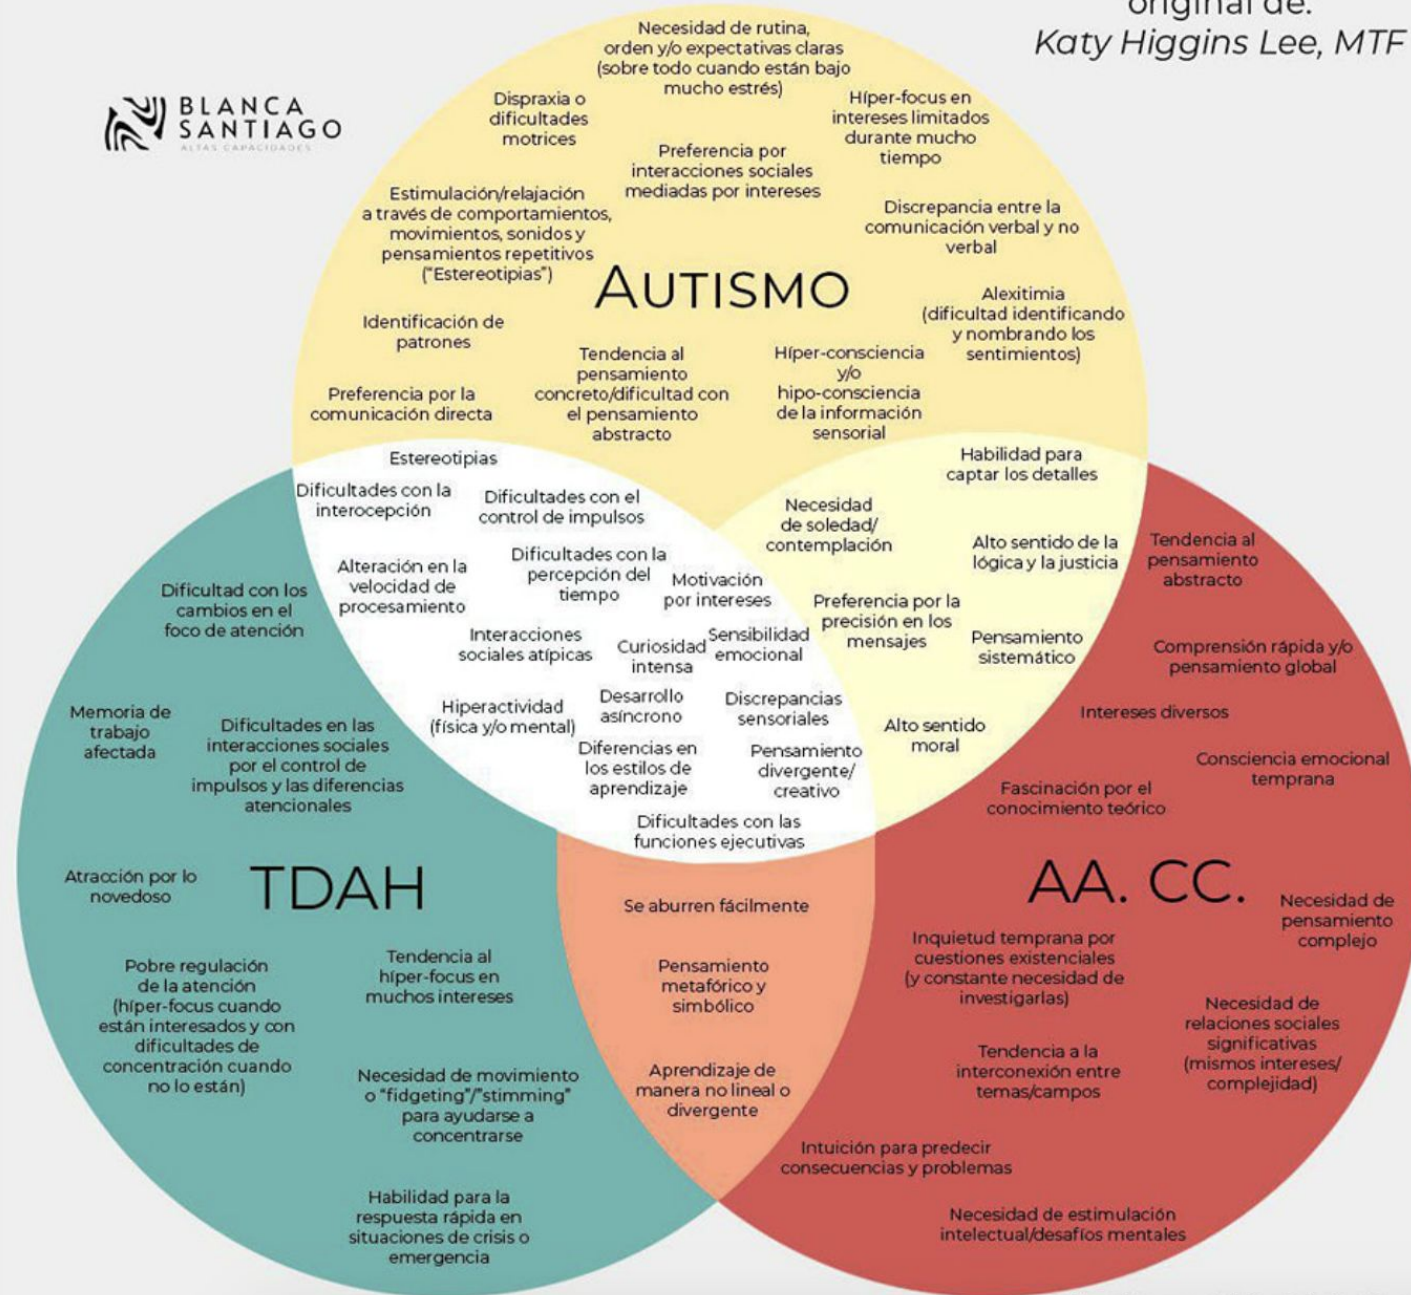 original de:
Katy Higgins Lee, MTF
BLANCA
SANTIAGO
ALTAS CAPACIDADES
Necesidad de rutina,
orden y/o expectativas claras
(sobre todo cuando están bajo
mucho estrés)
Dispraxia o
dificultades
motrices
Híper-focus en
intereses limitados
durante mucho
tiempo
Preferencia por
interacciones sociales
mediadas por intereses
Estimulación/relajación
a través de comportamientos,
movimientos, sonidos y
pensamientos repetitivos
("Estereotipias")
Discrepancia entre la
comunicación verbal y no
verbal
AUTISMO
Alexitimia
(dificultad identificando
y nombrando los
sentimientos)
Identificación de
patrones
Tendencia al
pensamiento
concreto/dificultad con
el pensamiento
abstracto
Híper-consciencia
y/o
hipo-consciencia
de la información
sensorial
Preferencia por la
comunicación directa
Estereotipias
Dificultades con la
interocepción
Dificultades con el
control de impulsos
Alteración en la
velocidad de
procesamiento
Dificultades con la
percepción del
tiempo
Motivación
por intereses
Interacciones
sociales atípicas
Curiosidad
intensa
Sensibilidad
emocional
Hiperactividad
(física y/o mental)
Desarrollo
asíncrono
Discrepancias
sensoriales
Diferencias en
los estilos de
aprendizaje
Pensamiento
divergente/
creativo
Dificultades con las
funciones ejecutivas
Habilidad para
captar los detalles
Necesidad
de soledad/
contemplación
Alto sentido de la
lógica y la justicia
Preferencia por la
precisión en los
mensajes
Pensamiento
sistemático
Alto sentido
moral
Dificultad con los
cambios en el
foco de atención
Memoria de
trabajo
afectada
Dificultades en las
interacciones sociales
por el control de
impulsos y las diferencias
atencionales
Atracción por lo
novedoso
TDAH
Pobre regulación
de la atención
(híper-focus cuando
están interesados y con
dificultades de
concentración cuando
no lo están)
Tendencia al
híper-focus en
muchos intereses
Necesidad de movimiento
o "fidgeting"/"stimming"
para ayudarse a
concentrarse
Habilidad para la
respuesta rápida en
situaciones de crisis o
emergencia
Se aburren fácilmente
Pensamiento
metafórico y
simbólico
Aprendizaje de
manera no lineal o
divergente
Tendencia al
pensamiento
abstracto
Comprensión rápida y/o
pensamiento global
Intereses diversos
Consciencia emocional
temprana
Fascinación por el
conocimiento teórico
AA. CC.
Necesidad de
pensamiento
complejo
Inquietud temprana por
cuestiones existenciales
(y constante necesidad de
investigarlas)
Necesidad de
relaciones sociales
significativas
(mismos intereses/
complejidad)
Tendencia a la
interconexión entre
temas/campos
Intuición para predecir
consecuencias y problemas
Necesidad de estimulación
intelectual/desafíos mentales